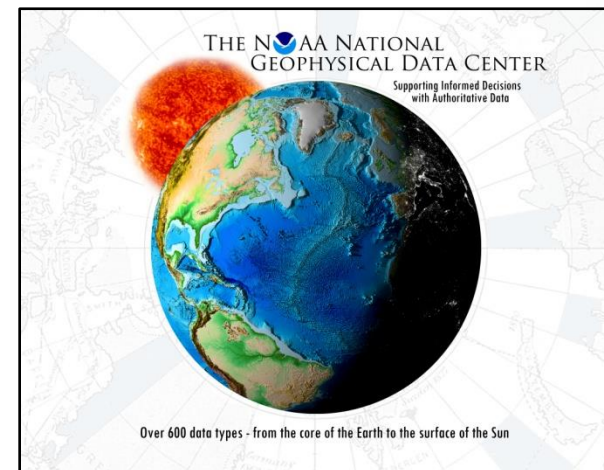 THE NOAA NATIONAL
GEOPHYSICAL DATA CENTER
Supporting Informed Decisions
with Authoritative Data
Over 600 data types - from the core of the Earth to the surface of the Sun